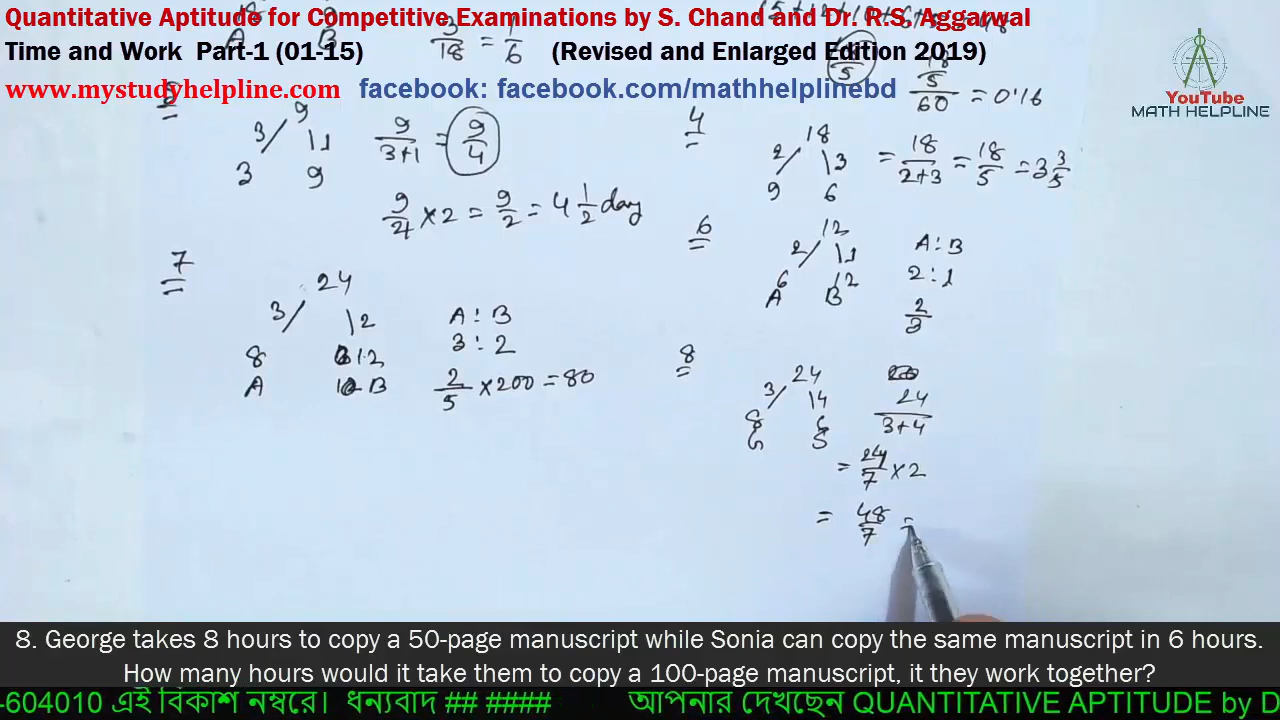 Quantitative Aptitude for Competitive Examinations by S. Chand and Dr. R.S. Aggarwal
Time and Work Part-1 (01-15) (Revised and Enlarged Edition 2019)
www.mystudyhelpline.com facebook: facebook.com/mathhelplinebd
YouTube
MATH HELPLINE
A B
3/18 = 1/6
18/5/60 = 0.16
9
3 / \ 1
3 9
9/3+1 = 9/4
9/4 × 2 = 9/2 = 4 1/2 day
4
18
2 / \ 3
9 6
= 18/2+3 = 18/5 = 3 3/5
6
12
2 / \ 1
6 12
A B
A : B
2 : 1
2/3
7
24
3 / \ 2
8 12
A B
A : B
3 : 2
2/5 × 200 = 80
8
24
3 / \ 4
8 6
G S
24/3+4
= 24/7 × 2
= 48/7 =
8. George takes 8 hours to copy a 50-page manuscript while Sonia can copy the same manuscript in 6 hours.
How many hours would it take them to copy a 100-page manuscript, it they work together?
-604010 এই বিকাশ নম্বরে। ধন্যবাদ ## #### আপনার দেখছেন QUANTITATIVE APTITUDE by D